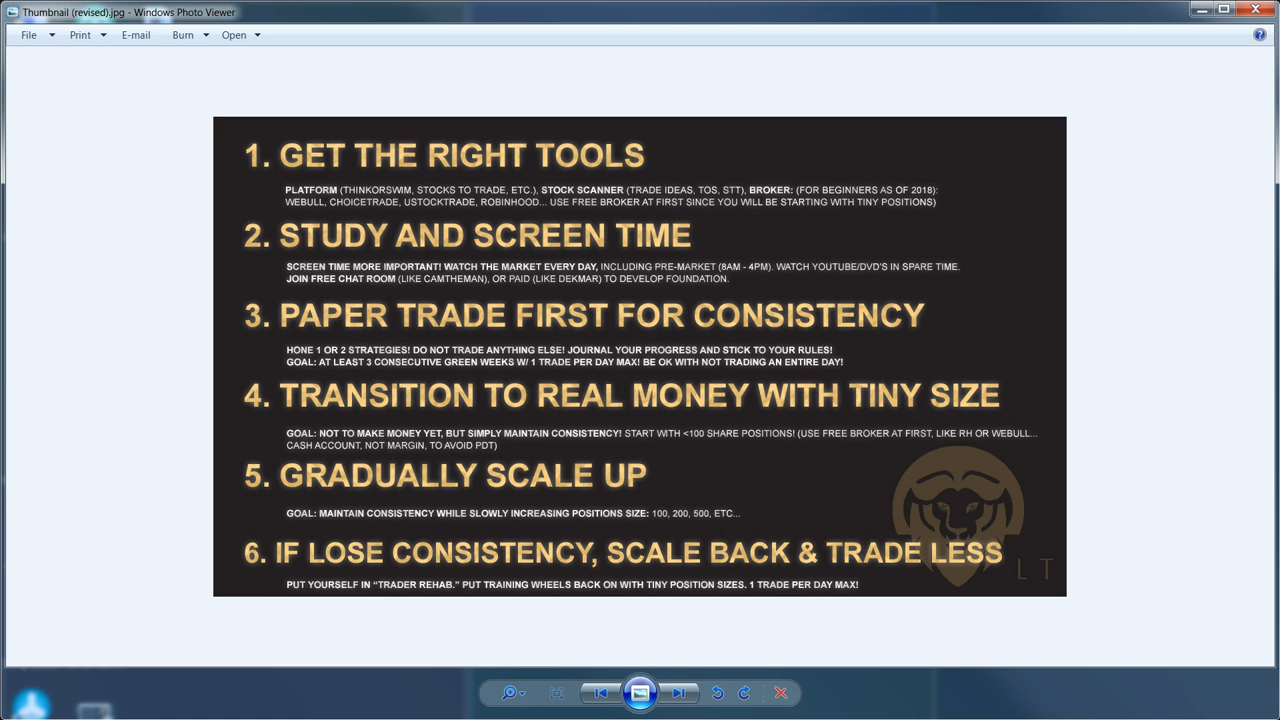 Thumbnail (revised).jpg - Windows Photo Viewer
File Print E-mail Burn Open
1. GET THE RIGHT TOOLS
PLATFORM (THINKORSWIM, STOCKS TO TRADE, ETC.), STOCK SCANNER (TRADE IDEAS, TOS, STT), BROKER: (FOR BEGINNERS AS OF 2018):
WEBULL, CHOICETRADE, USTOCKTRADE, ROBINHOOD... USE FREE BROKER AT FIRST SINCE YOU WILL BE STARTING WITH TINY POSITIONS)
2. STUDY AND SCREEN TIME
SCREEN TIME MORE IMPORTANT! WATCH THE MARKET EVERY DAY, INCLUDING PRE-MARKET (8AM - 4PM). WATCH YOUTUBE/DVD'S IN SPARE TIME.
JOIN FREE CHAT ROOM (LIKE CAMTHEMAN), OR PAID (LIKE DEKMAR) TO DEVELOP FOUNDATION.
3. PAPER TRADE FIRST FOR CONSISTENCY
HONE 1 OR 2 STRATEGIES! DO NOT TRADE ANYTHING ELSE! JOURNAL YOUR PROGRESS AND STICK TO YOUR RULES!
GOAL: AT LEAST 3 CONSECUTIVE GREEN WEEKS W/ 1 TRADE PER DAY MAX! BE OK WITH NOT TRADING AN ENTIRE DAY!
4. TRANSITION TO REAL MONEY WITH TINY SIZE
GOAL: NOT TO MAKE MONEY YET, BUT SIMPLY MAINTAIN CONSISTENCY! START WITH <100 SHARE POSITIONS! (USE FREE BROKER AT FIRST, LIKE RH OR WEBULL...
CASH ACCOUNT, NOT MARGIN, TO AVOID PDT)
5. GRADUALLY SCALE UP
GOAL: MAINTAIN CONSISTENCY WHILE SLOWLY INCREASING POSITIONS SIZE: 100, 200, 500, ETC...
6. IF LOSE CONSISTENCY, SCALE BACK & TRADE LESS
LT
PUT YOURSELF IN “TRADER REHAB.” PUT TRAINING WHEELS BACK ON WITH TINY POSITION SIZES. 1 TRADE PER DAY MAX!